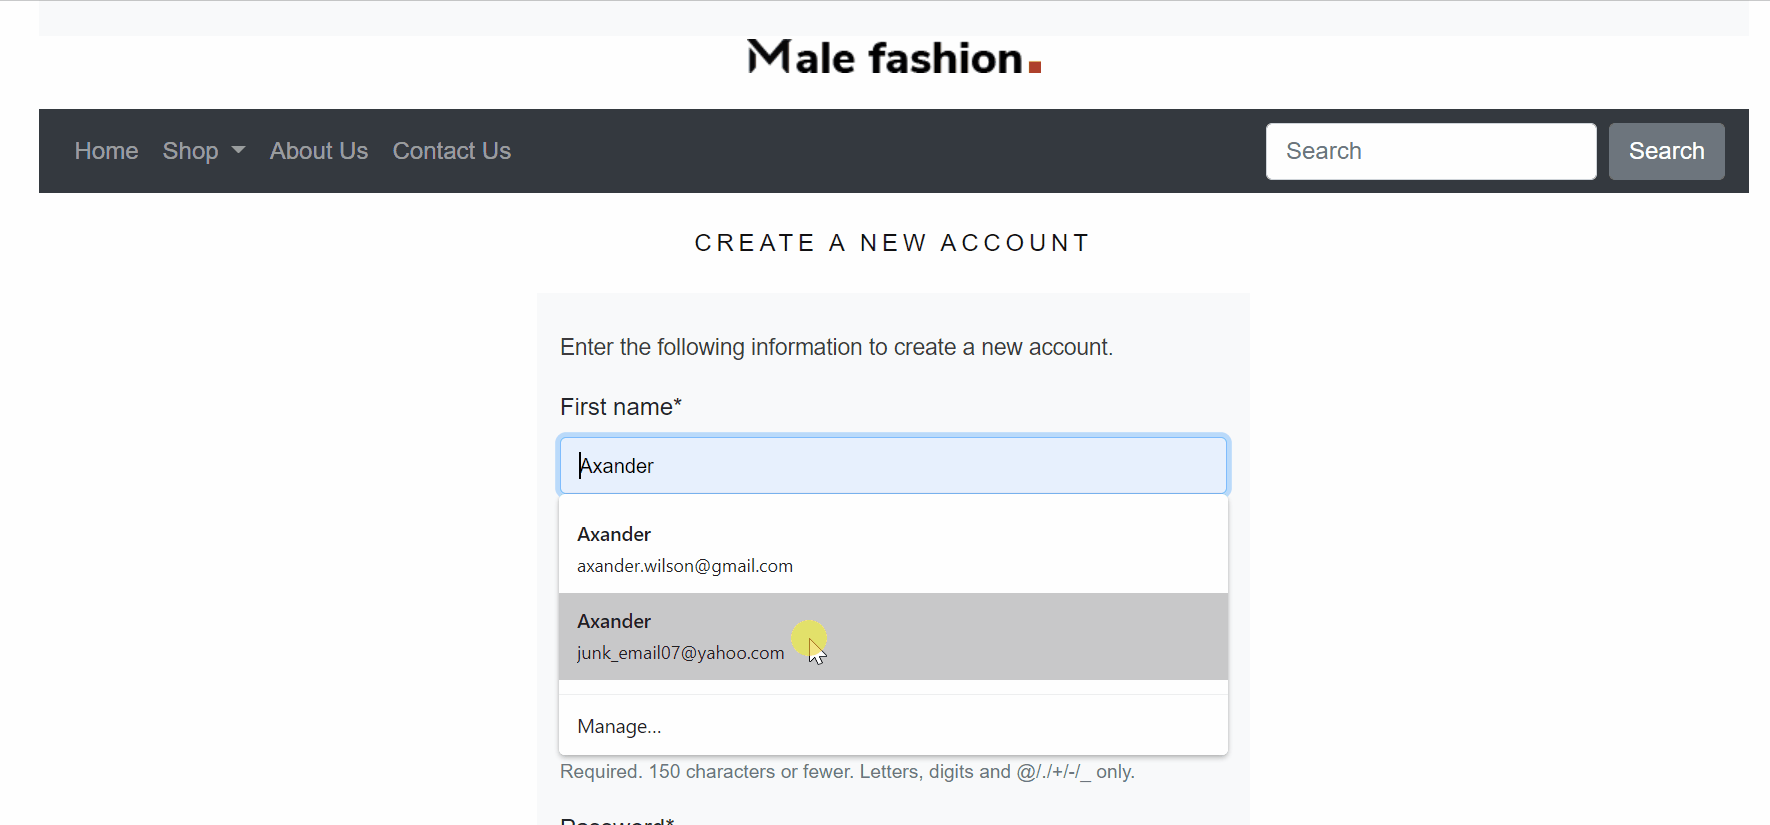 Male fashion.
Home Shop About Us Contact Us Search Search
CREATE A NEW ACCOUNT
Enter the following information to create a new account.
First name*
Axander
Axander
axander.wilson@gmail.com
Axander
junk_email07@yahoo.com
Manage...
Required. 150 characters or fewer. Letters, digits and @/./+/-/_ only.
Password*